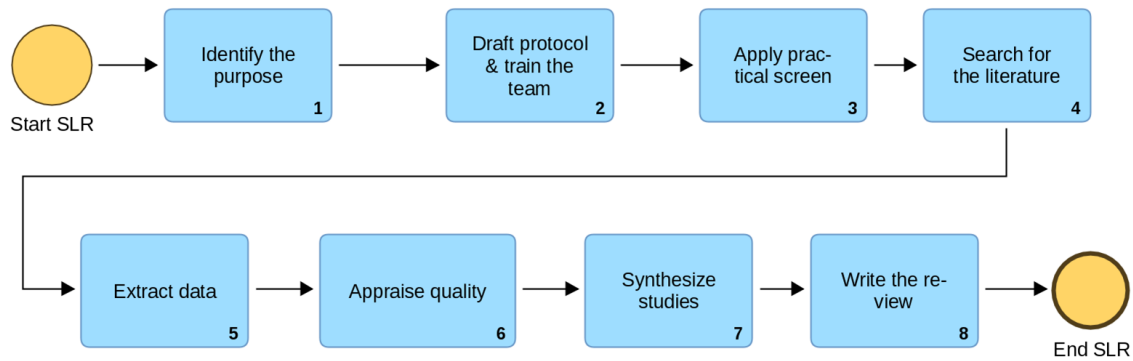 Identify the
purpose
1
Draft protocol
& train the
team
2
Apply prac-
tical screen
3
Search for
the literature
4
Start SLR
Extract data
5
Appraise quality
6
Synthesize
studies
7
Write the re-
view
8
End SLR